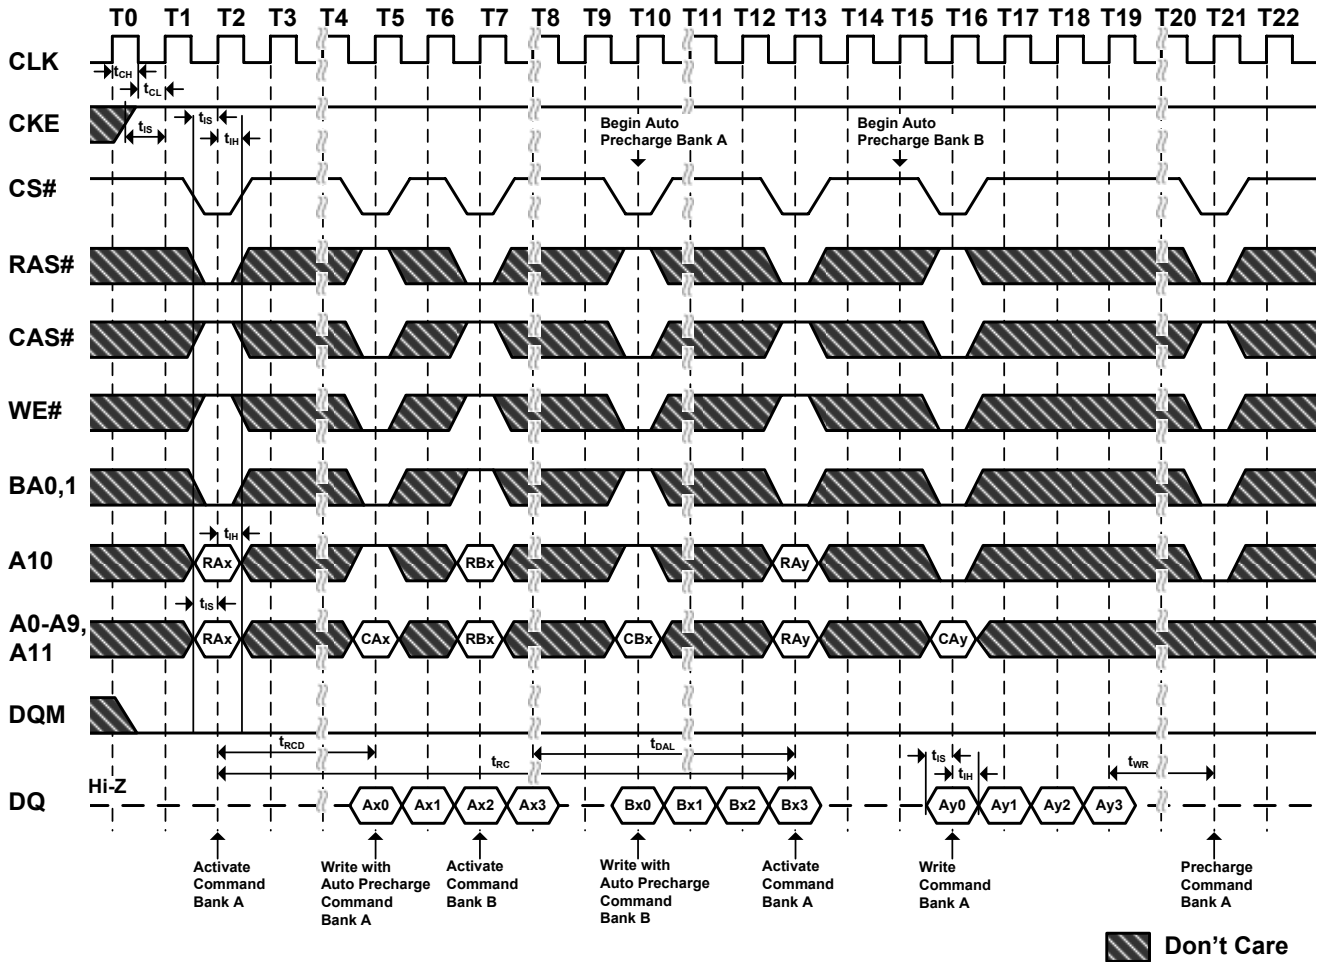 T0 T1 T2 T3 T4 T5 T6 T7 T8 T9 T10 T11 T12 T13 T14 T15 T16 T17 T18 T19 T20 T21 T22
CLK
tCH
tCL
CKE
tIS
tIS
tIH
Begin Auto
Precharge Bank A
Begin Auto
Precharge Bank B
CS#
RAS#
CAS#
WE#
BA0,1
tIH
A10
RAx RBx RAy
tIS
A0-A9,
A11
RAx CAx RBx CBx RAy CAy
DQM
tRCD
tDAL
tRC
tIS
tIH
tWR
Hi-Z
DQ
Ax0 Ax1 Ax2 Ax3 Bx0 Bx1 Bx2 Bx3 Ay0 Ay1 Ay2 Ay3
Activate
Command
Bank A
Write with
Auto Precharge
Command
Bank A
Activate
Command
Bank B
Write with
Auto Precharge
Command
Bank B
Activate
Command
Bank A
Write
Command
Bank A
Precharge
Command
Bank A
Don't Care